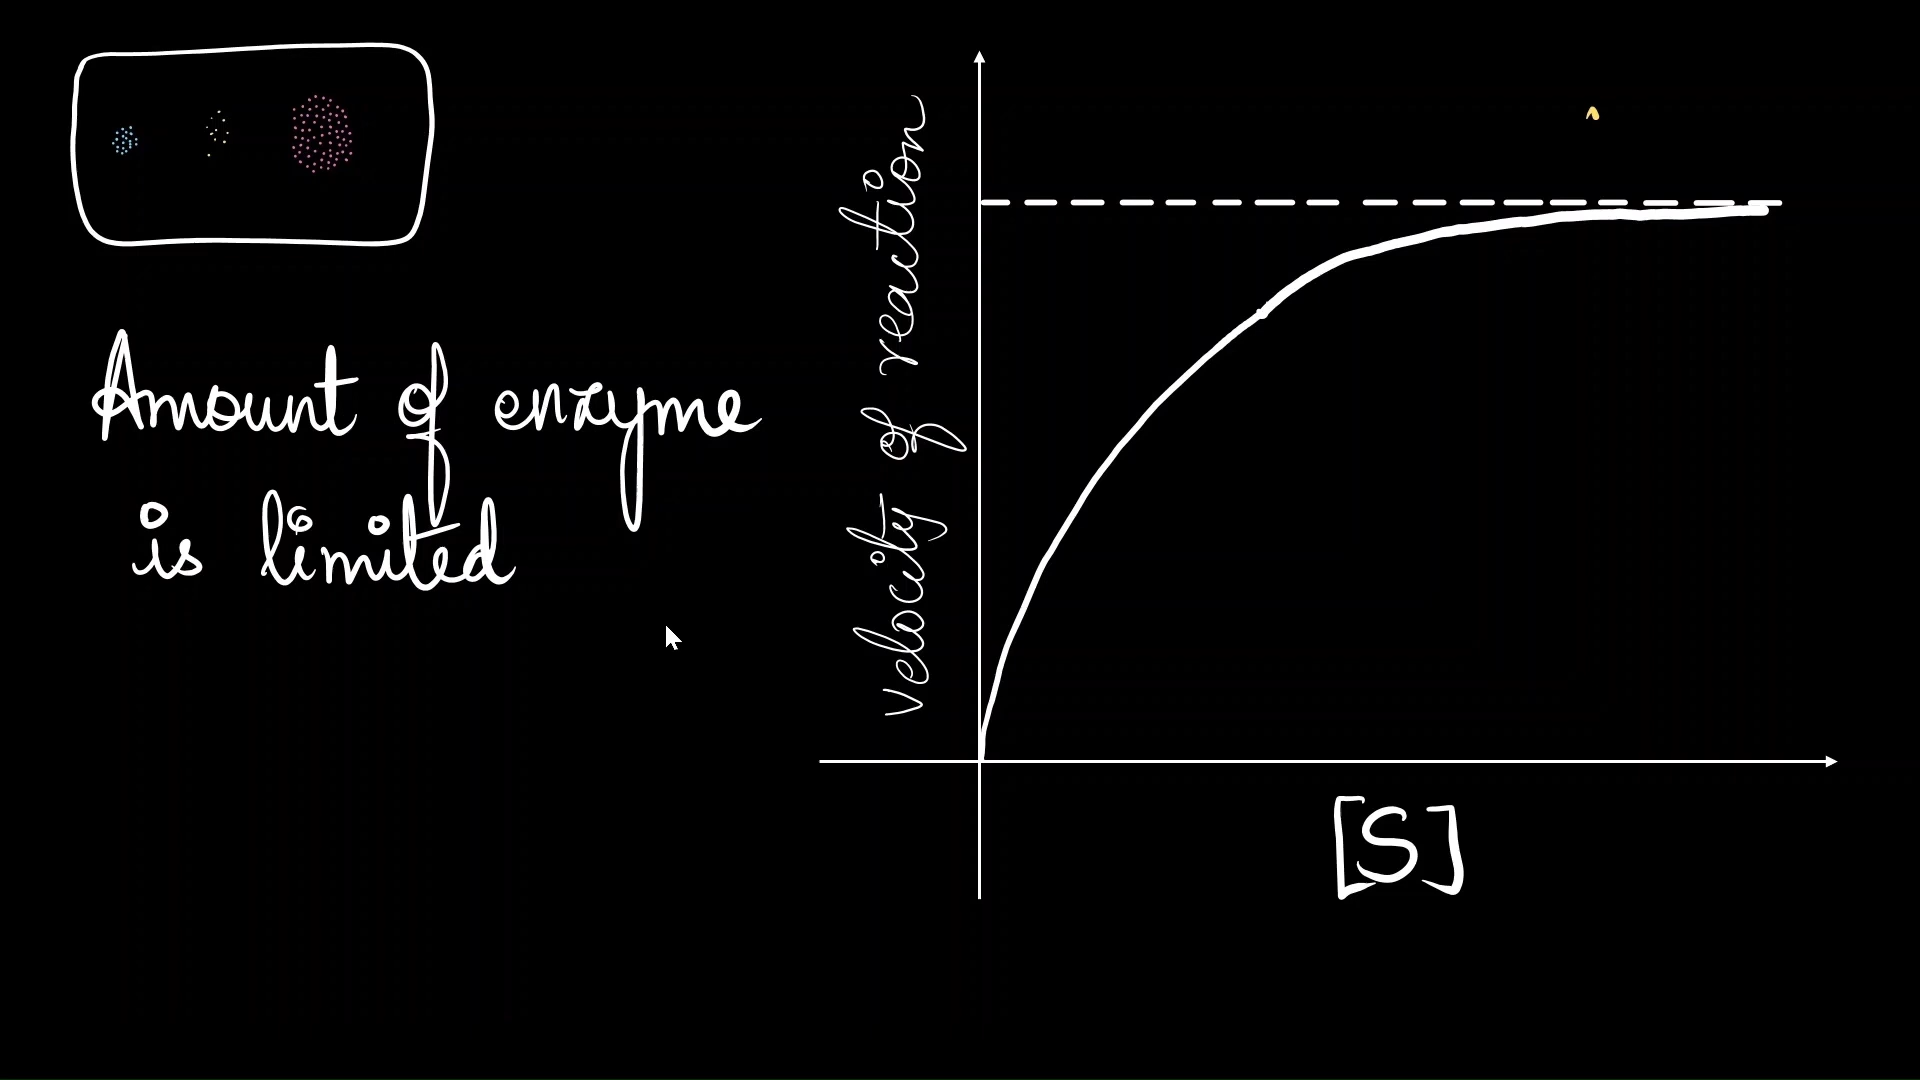 Amount of enzyme
is limited
Velocity of reaction
[S]